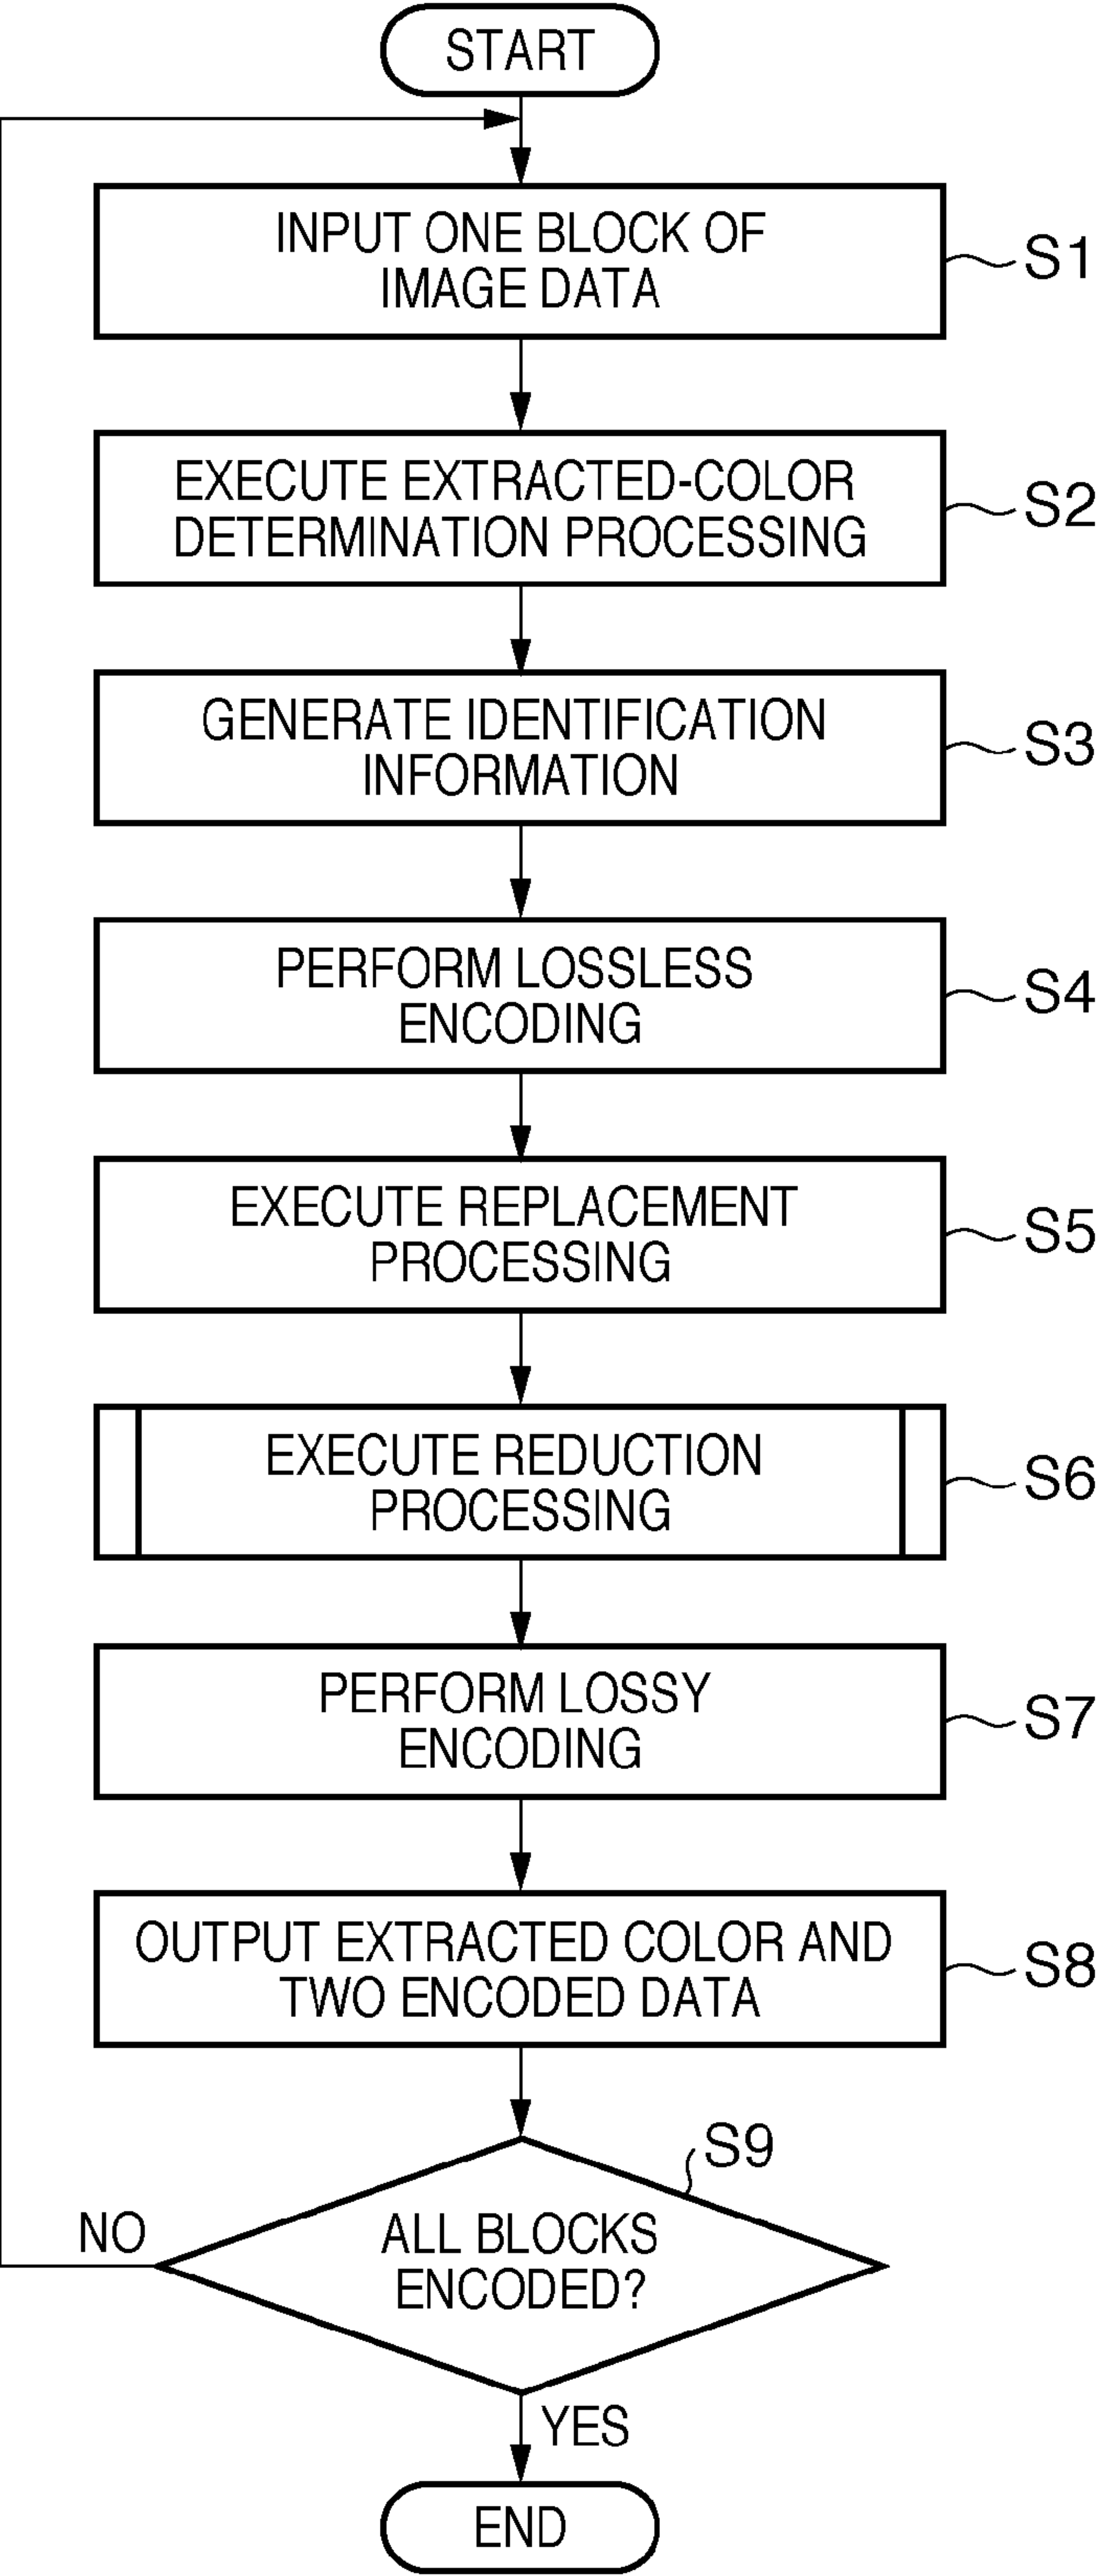 START
INPUT ONE BLOCK OF
IMAGE DATA
S1
EXECUTE EXTRACTED-COLOR
DETERMINATION PROCESSING
S2
GENERATE IDENTIFICATION
INFORMATION
S3
PERFORM LOSSLESS
ENCODING
S4
EXECUTE REPLACEMENT
PROCESSING
S5
EXECUTE REDUCTION
PROCESSING
S6
PERFORM LOSSY
ENCODING
S7
OUTPUT EXTRACTED COLOR AND
TWO ENCODED DATA
S8
S9
ALL BLOCKS
ENCODED?
NO
YES
END